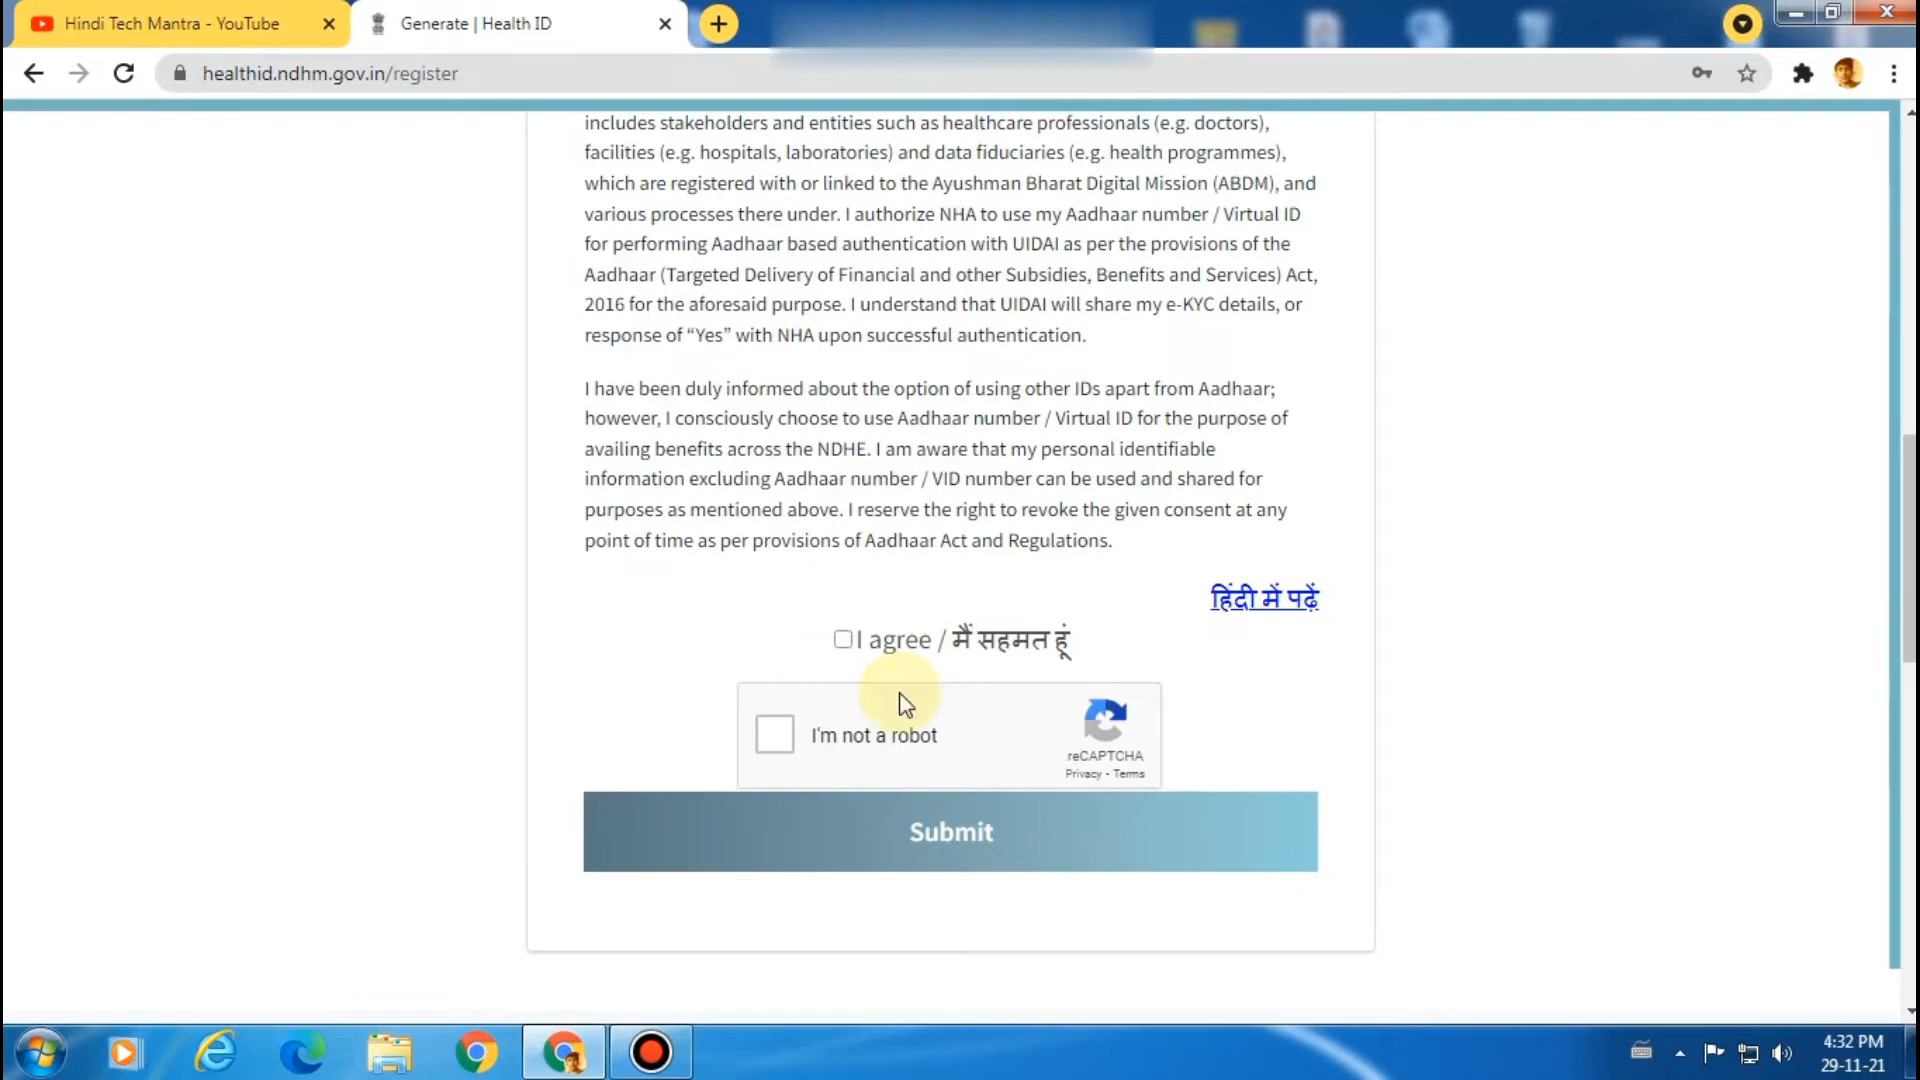 Hindi Tech Mantra - YouTube
Generate | Health ID
healthid.ndhm.gov.in/register
includes stakeholders and entities such as healthcare professionals (e.g. doctors),
facilities (e.g. hospitals, laboratories) and data fiduciaries (e.g. health programmes),
which are registered with or linked to the Ayushman Bharat Digital Mission (ABDM), and
various processes there under. I authorize NHA to use my Aadhaar number / Virtual ID
for performing Aadhaar based authentication with UIDAI as per the provisions of the
Aadhaar (Targeted Delivery of Financial and other Subsidies, Benefits and Services) Act,
2016 for the aforesaid purpose. I understand that UIDAI will share my e-KYC details, or
response of “Yes” with NHA upon successful authentication.
I have been duly informed about the option of using other IDs apart from Aadhaar;
however, I consciously choose to use Aadhaar number / Virtual ID for the purpose of
availing benefits across the NDHE. I am aware that my personal identifiable
information excluding Aadhaar number / VID number can be used and shared for
purposes as mentioned above. I reserve the right to revoke the given consent at any
point of time as per provisions of Aadhaar Act and Regulations.
हिंदी में पढ़ें
I agree / मैं सहमत हूं
I'm not a robot
reCAPTCHA
Privacy - Terms
Submit
4:32 PM
29-11-21